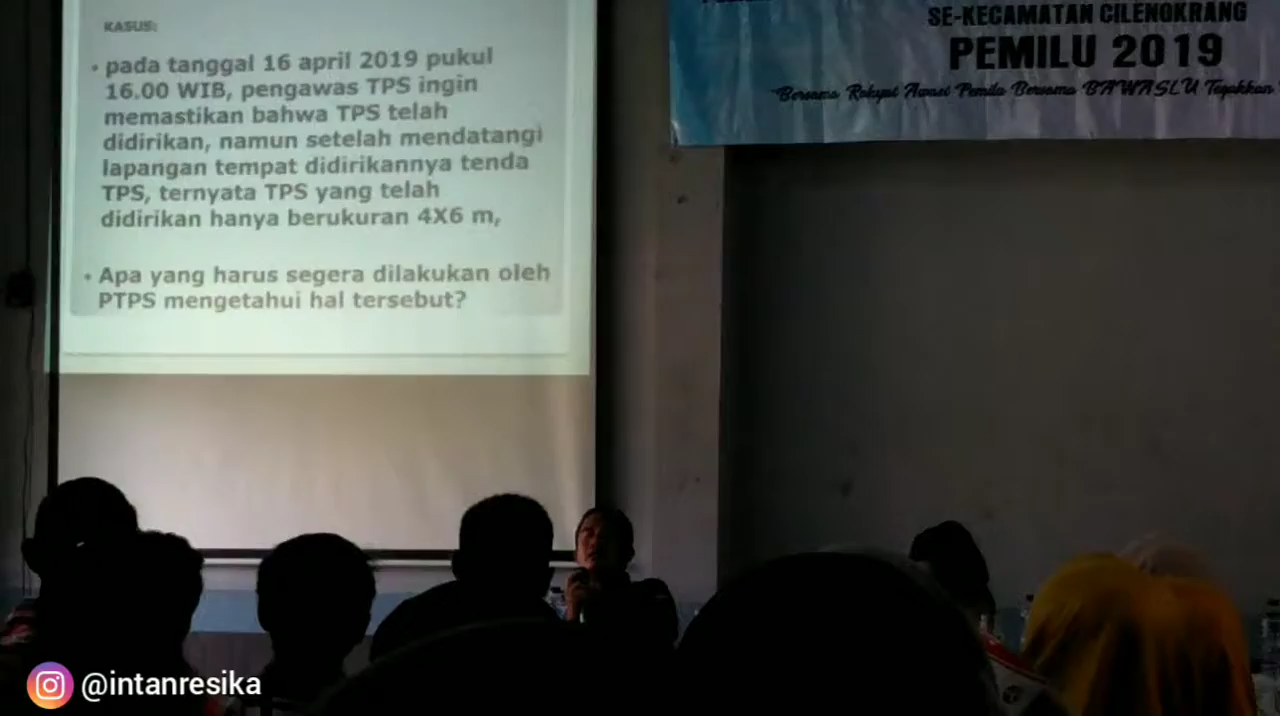 KASUS:
• pada tanggal 16 april 2019 pukul
16.00 WIB, pengawas TPS ingin
memastikan bahwa TPS telah
didirikan, namun setelah mendatangi
lapangan tempat didirikannya tenda
TPS, ternyata TPS yang telah
didirikan hanya berukuran 4X6 m,
• Apa yang harus segera dilakukan oleh
PTPS mengetahui hal tersebut?
SE-KECAMATAN CILENGKRANG
PEMILU 2019
Bersama Rakyat Awasi Pemilu Bersama BAWASLU Tegakkan
@intanresika